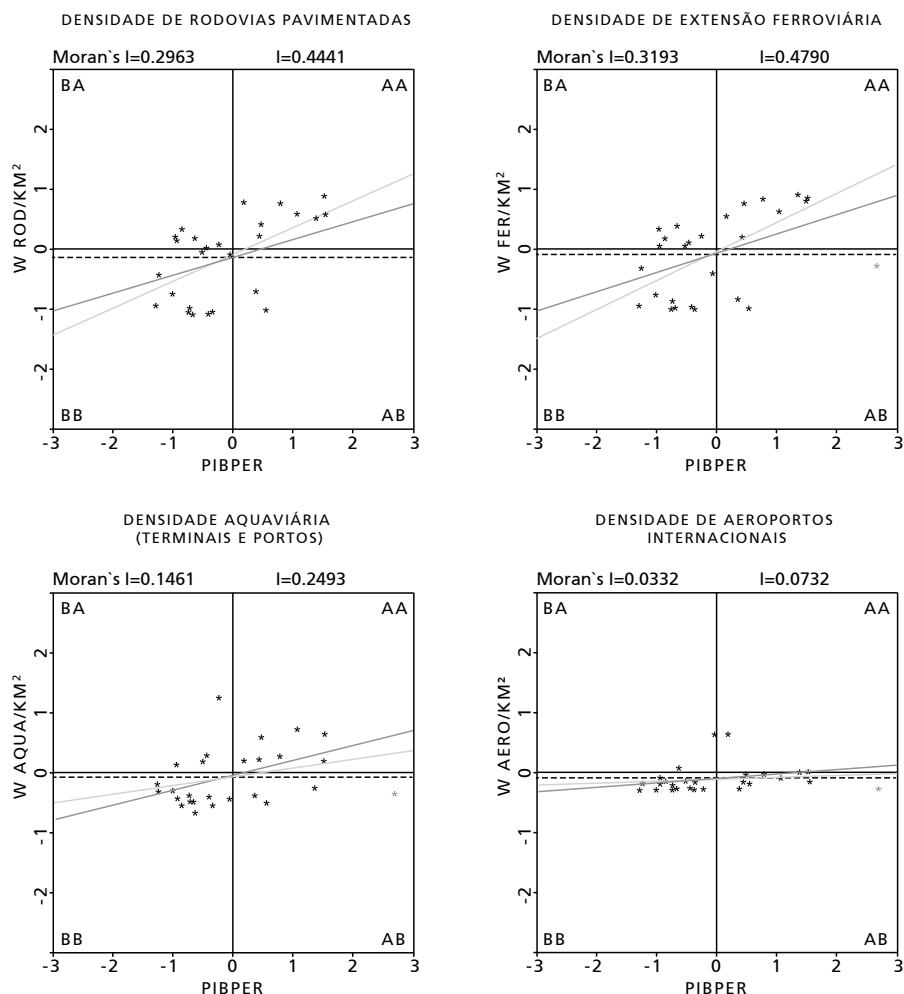 DENSIDADE DE RODOVIAS PAVIMENTADAS
Moran`s I=0.2963 I=0.4441
BA AA
2
1
0
-1
-2
W ROD/KM²
BB AB
-3 -2 -1 0 1 2 3
PIBPER
DENSIDADE DE EXTENSÃO FERROVIÁRIA
Moran`s I=0.3193 I=0.4790
BA AA
2
1
0
-1
-2
W FER/KM²
BB AB
-3 -2 -1 0 1 2 3
PIBPER
DENSIDADE AQUAVIÁRIA
(TERMINAIS E PORTOS)
Moran`s I=0.1461 I=0.2493
BA AA
2
1
0
-1
-2
W AQUA/KM²
BB AB
-3 -2 -1 0 1 2 3
PIBPER
DENSIDADE DE AEROPORTOS
INTERNACIONAIS
Moran`s I=0.0332 I=0.0732
BA AA
2
1
0
-1
-2
W AERO/KM²
BB AB
-3 -2 -1 0 1 2 3
PIBPER